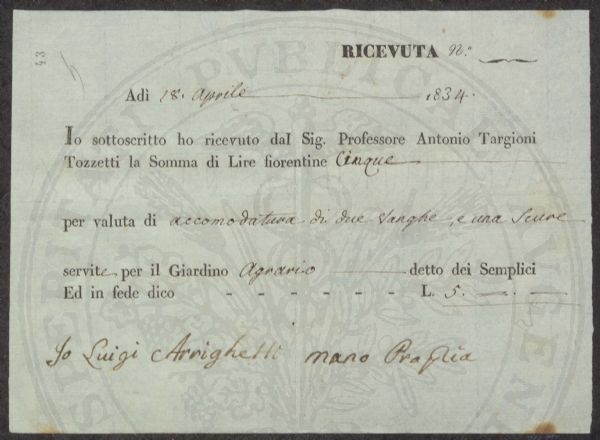 43
RICEVUTA N.°
Adì 18. Aprile 1834.
Io sottoscritto ho ricevuto dal Sig. Professore Antonio Targioni
Tozzetti la Somma di Lire fiorentine Cinque
per valuta di accomodatura di due Vanghe, e una Scure
servite, per il Giardino Agrario detto dei Semplici
Ed in fede dico - - - - - - L. 5. — . —
Io Luigi Arrighetti mano Propria